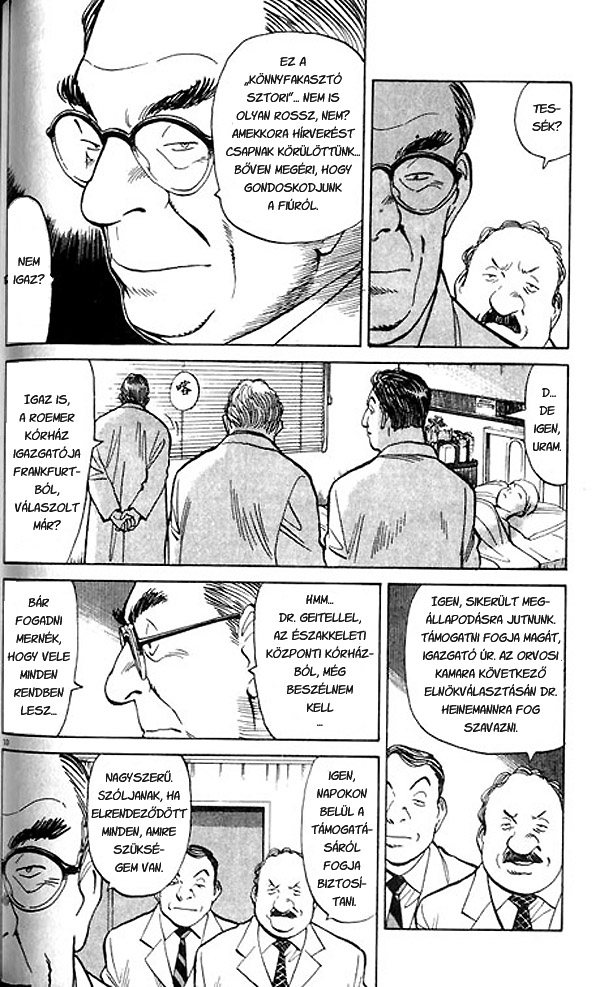 TES-
SÉK?
EZ A
„KÖNNYFAKASZTÓ
SZTORI”... NEM IS
OLYAN ROSSZ, NEM?
AMEKKORA HÍRVERÉST
CSAPNAK KÖRÜLÖTTÜNK...
BŐVEN MEGÉRI, HOGY
GONDOSKODJUNK
A FIÚRÓL.
NEM
IGAZ?
D...
DE
IGEN,
URAM.
喀
IGAZ IS,
A ROEMER
KÓRHÁZ
IGAZGATÓJA
FRANKFURT-
BÓL,
VÁLASZOLT
MÁR?
IGEN, SIKERÜLT MEG-
ÁLLAPODÁSRA JUTNUNK.
TÁMOGATNI FOGJA MAGÁT,
IGAZGATÓ ÚR. AZ ORVOSI
KAMARA KÖVETKEZŐ
ELNÖKVÁLASZTÁSÁN DR.
HEINEMANNRA FOG
SZAVAZNI.
HMM...
DR. GEITELLEL,
AZ ÉSZAKKELETI
KÖZPONTI KÓRHÁZ-
BÓL, MÉG
BESZÉLNEM
KELL
...
BÁR
FOGADNI
MERNÉK,
HOGY VELE
MINDEN
RENDBEN
LESZ...
IGEN,
NAPOKON
BELÜL A
TÁMOGATÁ-
SÁRÓL
FOGJA
BIZTOSÍ-
TANI.
NAGYSZERŰ.
SZÓLJANAK, HA
ELRENDEZŐDÖTT
MINDEN, AMIRE
SZÜKSÉ-
GEM VAN.
10